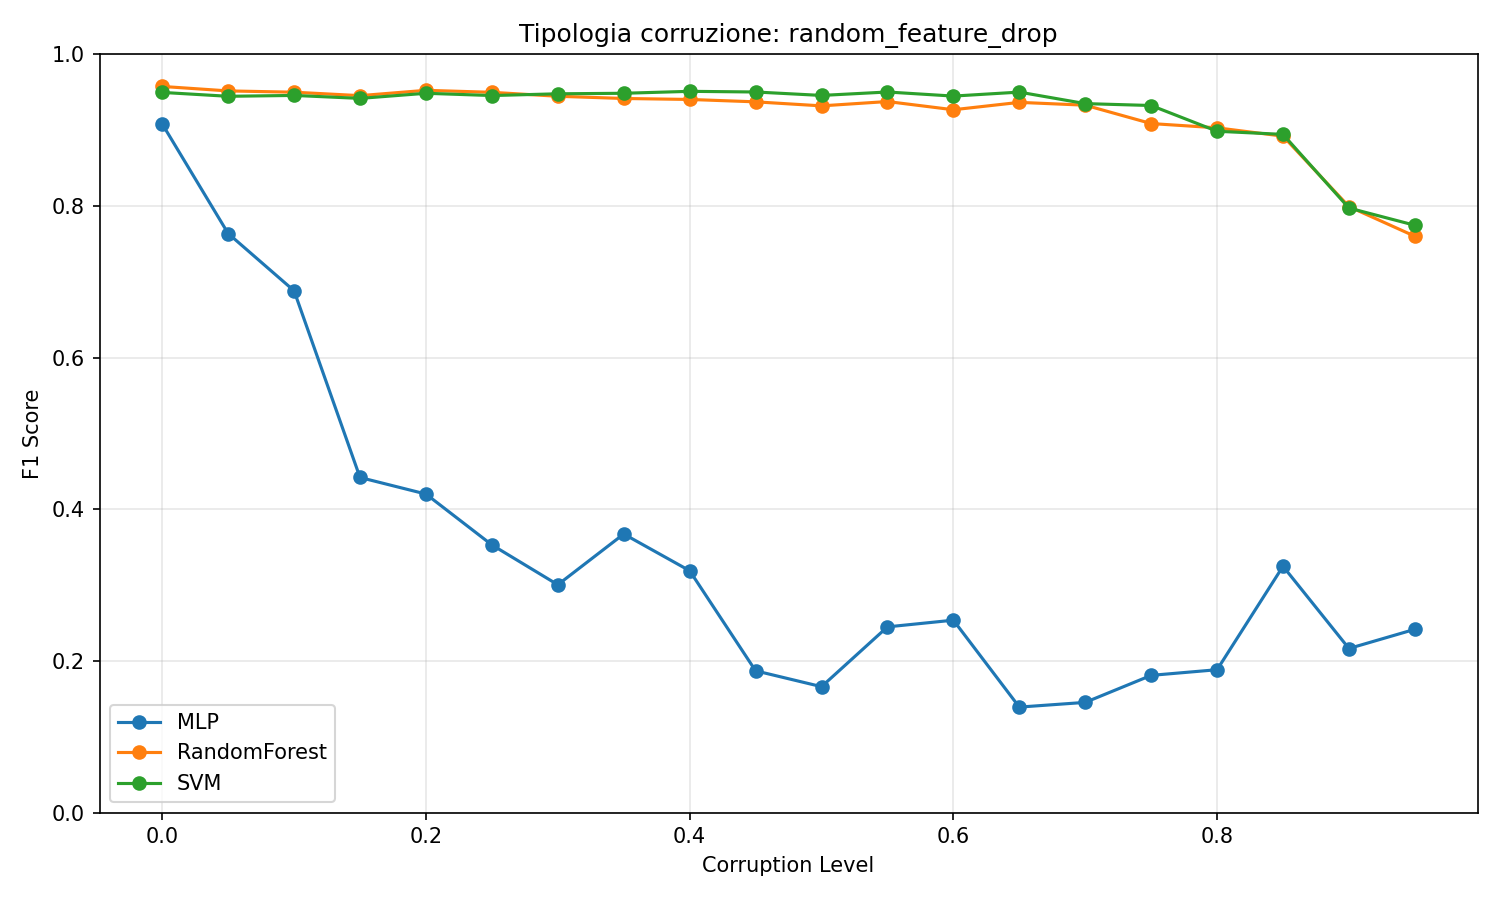 Tipologia corruzione: random_feature_drop
1.0
0.8
0.6
0.4
0.2
0.0
F1 Score
MLP
RandomForest
SVM
0.0 0.2 0.4 0.6 0.8
Corruption Level